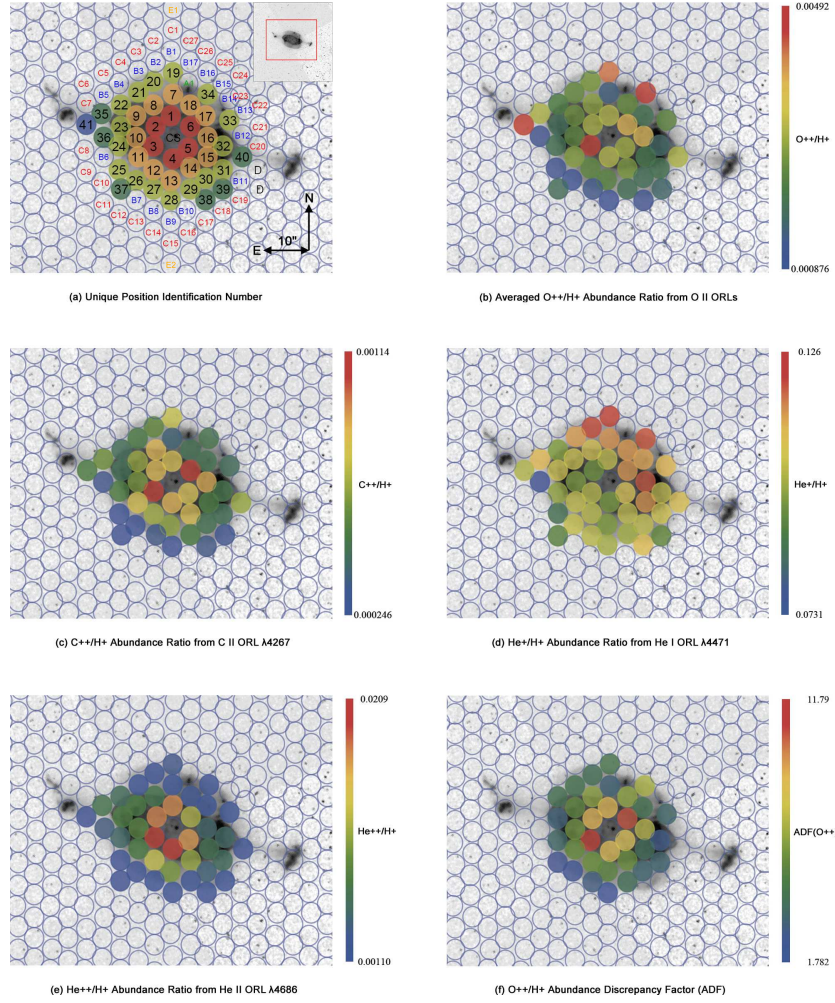 E1
C1
C2 C27
C3 B1 C26
C4 B2 B17 C25
C5 B3 19 B16 C24
C6 B4 20 B15 C23
C7 B5 21 7 34 B14 C22
22 8 18 B13
35 9 1 17 33 C21
41 23 2 6 B12
36 10 CS 16 C20
C8 24 3 5 32
B6 11 4 15 40
C9 25 12 14 31 D
C10 26 13 30 B11 D
37 27 29 39 C19
C11 B7 28 38 C18
C12 B8 B10 C17
C13 B9 C16
C14 C15
E2
N
10"
E
(a) Unique Position Identification Number
0.00492
O++/H+
0.000876
(b) Averaged O++/H+ Abundance Ratio from O II ORLs
0.00114
C++/H+
0.000246
(c) C++/H+ Abundance Ratio from C II ORL λ4267
0.126
He+/H+
0.0731
(d) He+/H+ Abundance Ratio from He I ORL λ4471
0.0209
He++/H+
0.00110
(e) He++/H+ Abundance Ratio from He II ORL λ4686
11.79
ADF(O++
1.782
(f) O++/H+ Abundance Discrepancy Factor (ADF)